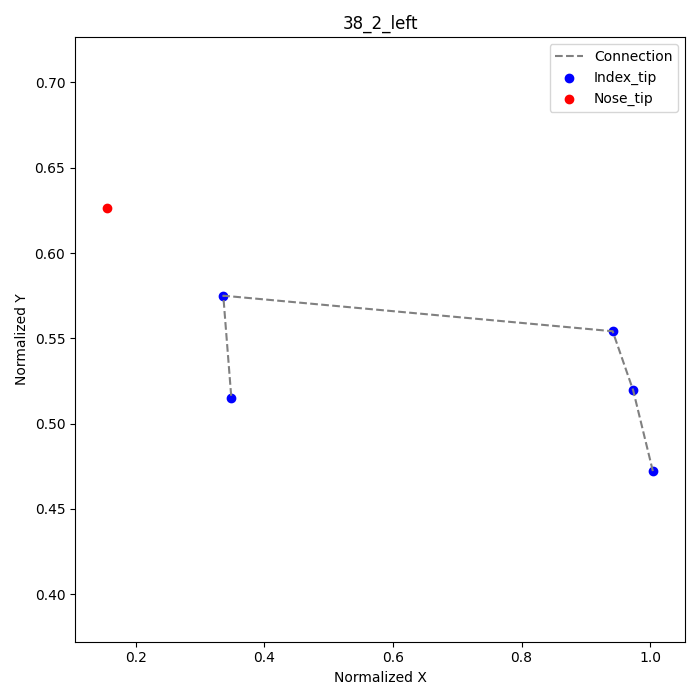 38_2_left
Connection
Index_tip
Nose_tip
0.70
0.65
0.60
0.55
0.50
0.45
0.40
Normalized Y
0.2 0.4 0.6 0.8 1.0
Normalized X